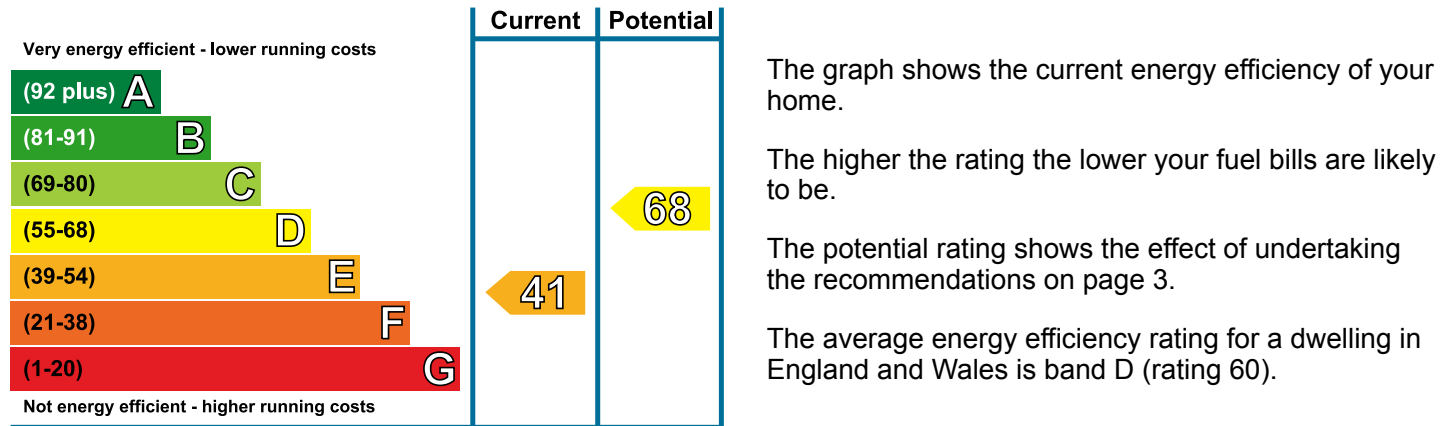 Current Potential
Very energy efficient - lower running costs
(92 plus) A
(81-91) B
(69-80) C
(55-68) D
(39-54) E
(21-38) F
(1-20) G
Not energy efficient - higher running costs
41
68
The graph shows the current energy efficiency of your
home.
The higher the rating the lower your fuel bills are likely
to be.
The potential rating shows the effect of undertaking
the recommendations on page 3.
The average energy efficiency rating for a dwelling in
England and Wales is band D (rating 60).